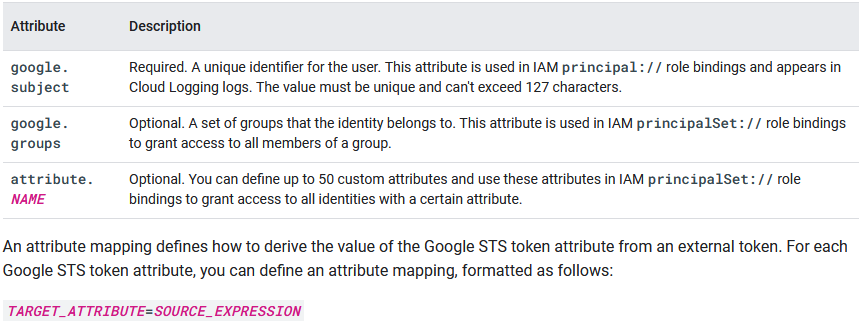 Attribute Description
google. Required. A unique identifier for the user. This attribute is used in IAM principal:// role bindings and appears in
subject Cloud Logging logs. The value must be unique and can't exceed 127 characters.
google. Optional. A set of groups that the identity belongs to. This attribute is used in IAM principalSet:// role bindings
groups to grant access to all members of a group.
attribute. Optional. You can define up to 50 custom attributes and use these attributes in IAM principalSet:// role
NAME bindings to grant access to all identities with a certain attribute.
An attribute mapping defines how to derive the value of the Google STS token attribute from an external token. For each
Google STS token attribute, you can define an attribute mapping, formatted as follows:
TARGET_ATTRIBUTE=SOURCE_EXPRESSION